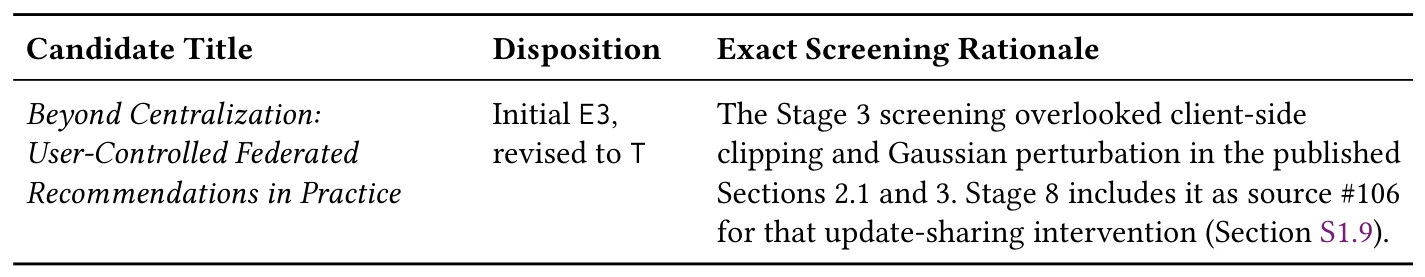 Candidate Title Disposition Exact Screening Rationale
Beyond Centralization: Initial E3, The Stage 3 screening overlooked client-side
User-Controlled Federated revised to T clipping and Gaussian perturbation in the published
Recommendations in Practice Sections 2.1 and 3. Stage 8 includes it as source #106
for that update-sharing intervention (Section S1.9).